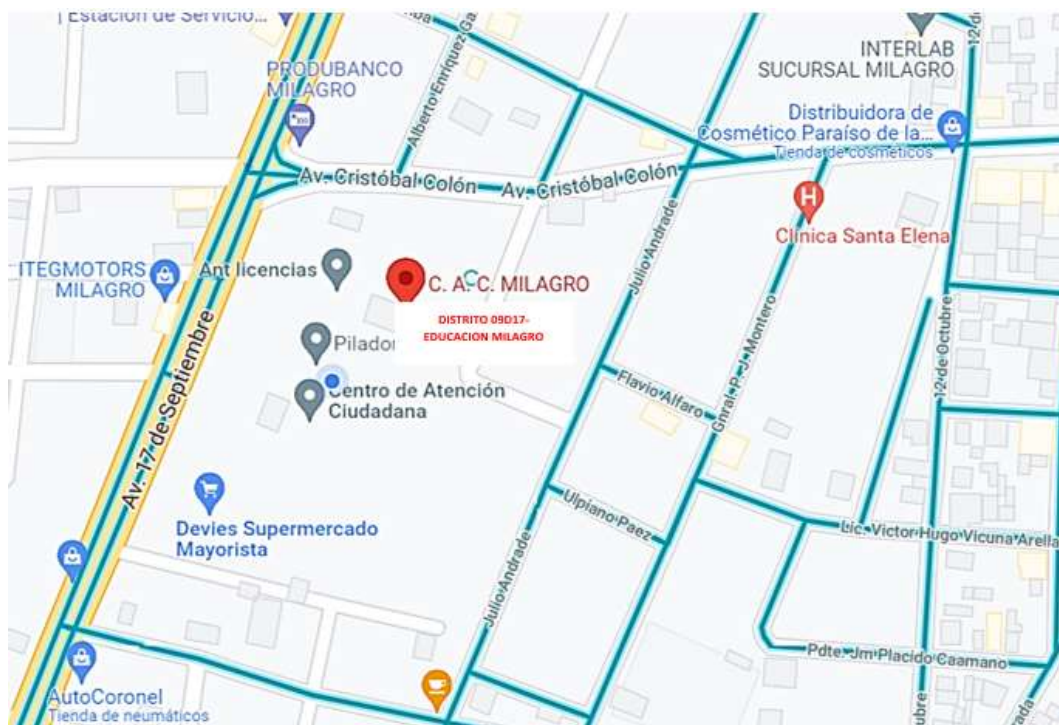 | Estación de Servicio...
PRODUBANCO
MILAGRO
Alberto Enríquez Ga
INTERLAB
SUCURSAL MILAGRO
12 de
Distribuidora de
Cosmético Paraíso de la...
Tienda de cosméticos
Av. Cristóbal Colón
Av. Cristóbal Colón
H
Clínica Santa Elena
ITEGMOTORS
MILAGRO
Ant licencias
C. A. C. MILAGRO
DISTRITO 09D17-
EDUCACION MILAGRO
Pilador
Centro de Atención
Ciudadana
Av. 17 de Septiembre
Julio Andrade
Gnral. P. J. Montero
12 de Octubre
Flavio Alfaro
Devies Supermercado
Mayorista
Ulpiano Paez
Lic. Victor Hugo Vicuna Arella
Julio Andrade
Pdte. Jm Placido Caamano
AutoCoronel
Tienda de neumáticos